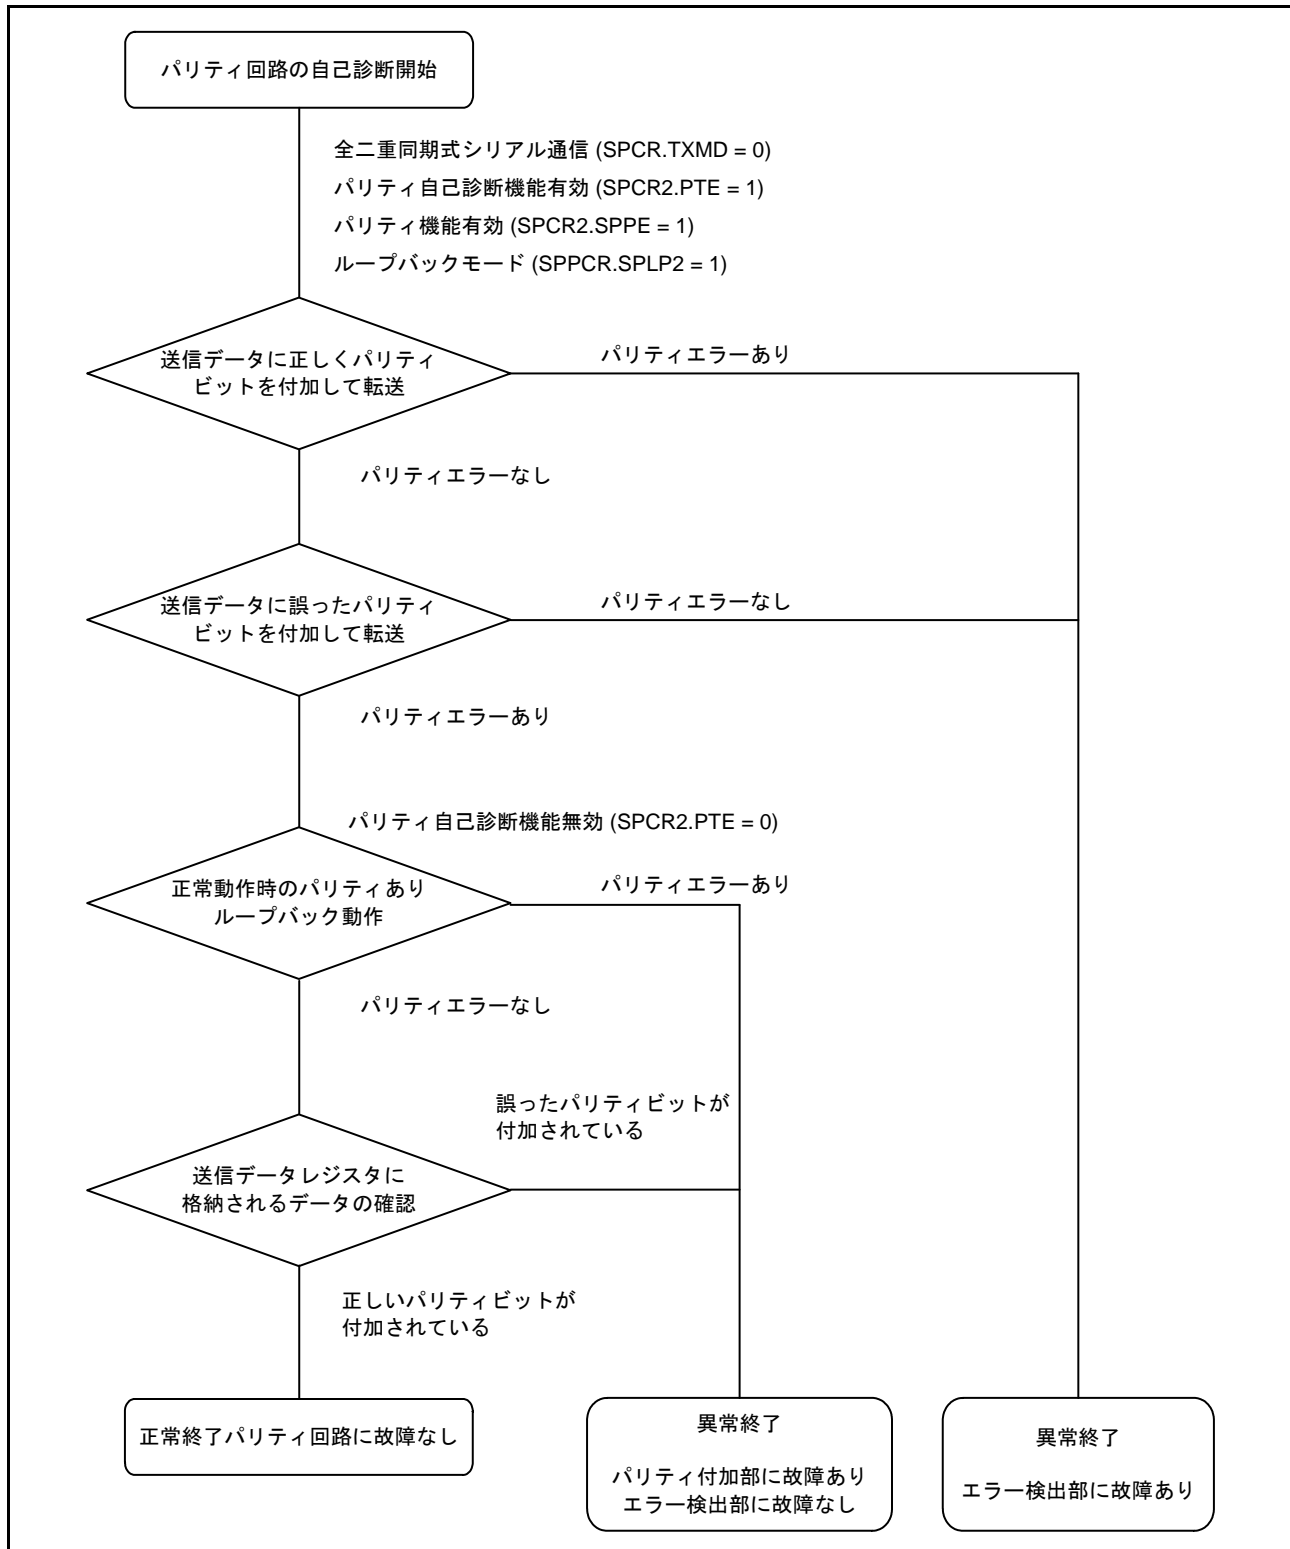 パリティ回路の自己診断開始
全二重同期式シリアル通信 (SPCR.TXMD = 0)
パリティ自己診断機能有効 (SPCR2.PTE = 1)
パリティ機能有効 (SPCR2.SPPE = 1)
ループバックモード (SPPCR.SPLP2 = 1)
送信データに正しくパリティ
ビットを付加して転送
パリティエラーあり
パリティエラーなし
送信データに誤ったパリティ
ビットを付加して転送
パリティエラーなし
パリティエラーあり
パリティ自己診断機能無効 (SPCR2.PTE = 0)
正常動作時のパリティあり
ループバック動作
パリティエラーあり
パリティエラーなし
誤ったパリティビットが
付加されている
送信データレジスタに
格納されるデータの確認
正しいパリティビットが
付加されている
正常終了パリティ回路に故障なし
異常終了
パリティ付加部に故障あり
エラー検出部に故障なし
異常終了
エラー検出部に故障あり